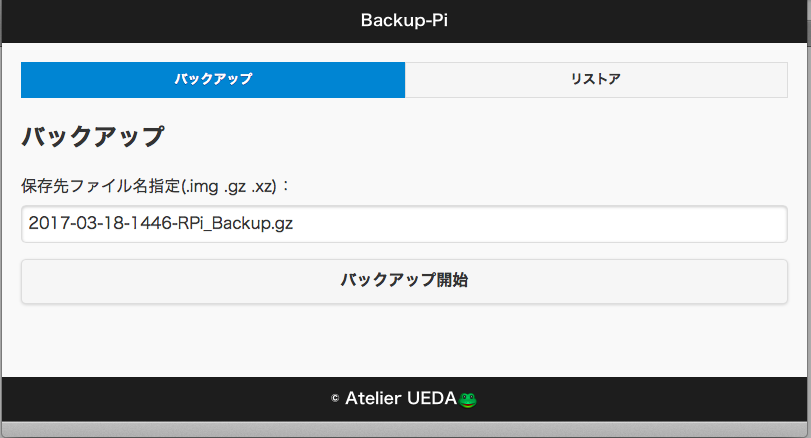 Backup-Pi
バックアップ リストア
バックアップ
保存先ファイル名指定(.img .gz .xz)：
2017-03-18-1446-RPi_Backup.gz
バックアップ開始
© Atelier UEDA🐸